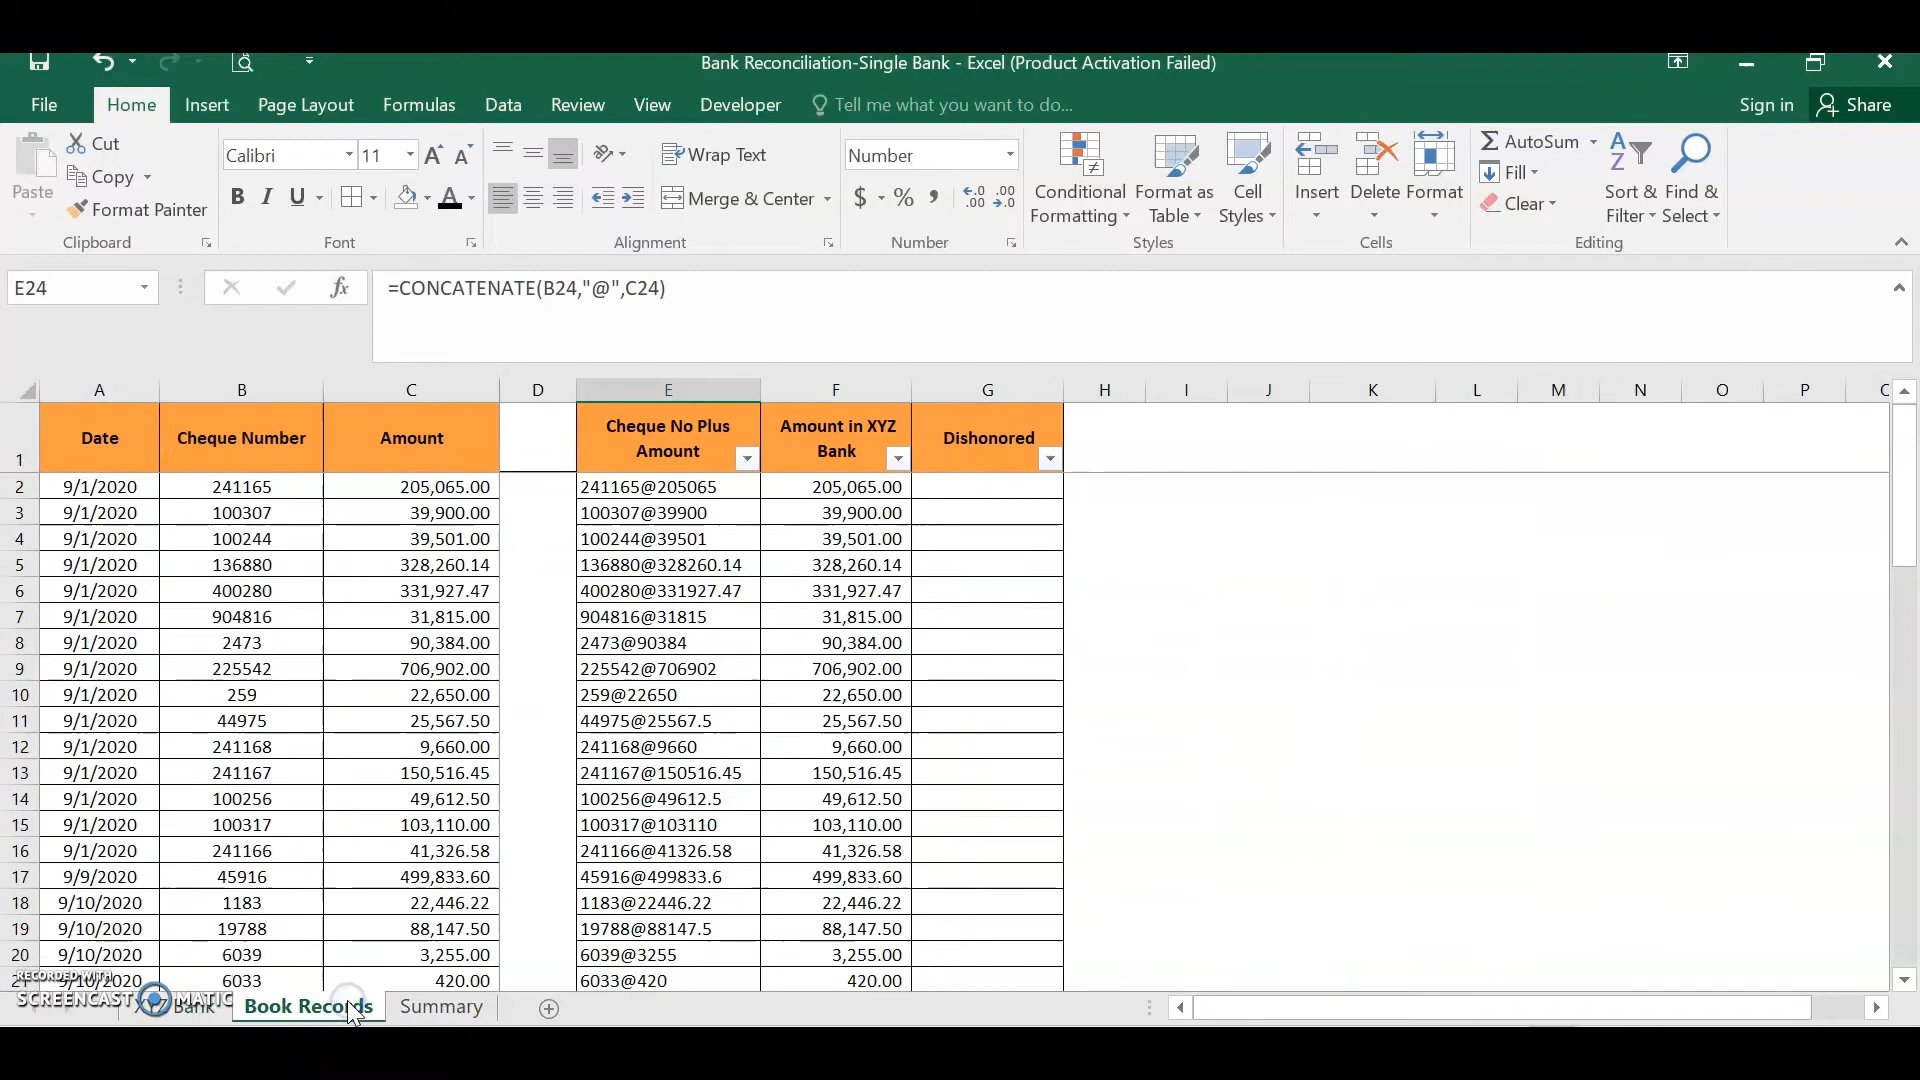 Bank Reconciliation-Single Bank - Excel (Product Activation Failed)
File Home Insert Page Layout Formulas Data Review View Developer Tell me what you want to do... Sign in Share
Paste Cut Copy Format Painter Clipboard
Calibri 11 B I U A Font
Wrap Text Merge & Center Alignment
Number $ % , Number
Conditional Formatting Format as Table Cell Styles Styles
Insert Delete Format Cells
AutoSum Fill Clear Sort & Filter Find & Select Editing
E24 fx =CONCATENATE(B24,"@",C24)
A B C D E F G H I J K L M N O P
1 Date Cheque Number Amount Cheque No Plus Amount Amount in XYZ Bank Dishonored
2 9/1/2020 241165 205,065.00 241165@205065 205,065.00
3 9/1/2020 100307 39,900.00 100307@39900 39,900.00
4 9/1/2020 100244 39,501.00 100244@39501 39,501.00
5 9/1/2020 136880 328,260.14 136880@328260.14 328,260.14
6 9/1/2020 400280 331,927.47 400280@331927.47 331,927.47
7 9/1/2020 904816 31,815.00 904816@31815 31,815.00
8 9/1/2020 2473 90,384.00 2473@90384 90,384.00
9 9/1/2020 225542 706,902.00 225542@706902 706,902.00
10 9/1/2020 259 22,650.00 259@22650 22,650.00
11 9/1/2020 44975 25,567.50 44975@25567.5 25,567.50
12 9/1/2020 241168 9,660.00 241168@9660 9,660.00
13 9/1/2020 241167 150,516.45 241167@150516.45 150,516.45
14 9/1/2020 100256 49,612.50 100256@49612.5 49,612.50
15 9/1/2020 100317 103,110.00 100317@103110 103,110.00
16 9/1/2020 241166 41,326.58 241166@41326.58 41,326.58
17 9/9/2020 45916 499,833.60 45916@499833.6 499,833.60
18 9/10/2020 1183 22,446.22 1183@22446.22 22,446.22
19 9/10/2020 19788 88,147.50 19788@88147.5 88,147.50
20 9/10/2020 6039 3,255.00 6039@3255 3,255.00
21 9/10/2020 6033 420.00 6033@420 420.00
RECORDED WITH
SCREENCAST MATIC
XYZ Bank Book Records Summary